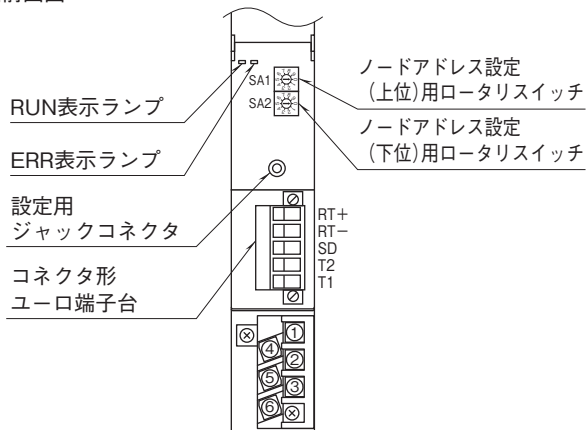 SA1
SA2
RUN表示ランプ
ERR表示ランプ
設定用
ジャックコネクタ
コネクタ形
ユーロ端子台
ノードアドレス設定
(上位)用ロータリスイッチ
ノードアドレス設定
(下位)用ロータリスイッチ
RT+
RT−
SD
T2
T1
①
④
②
⑤
③
⑥